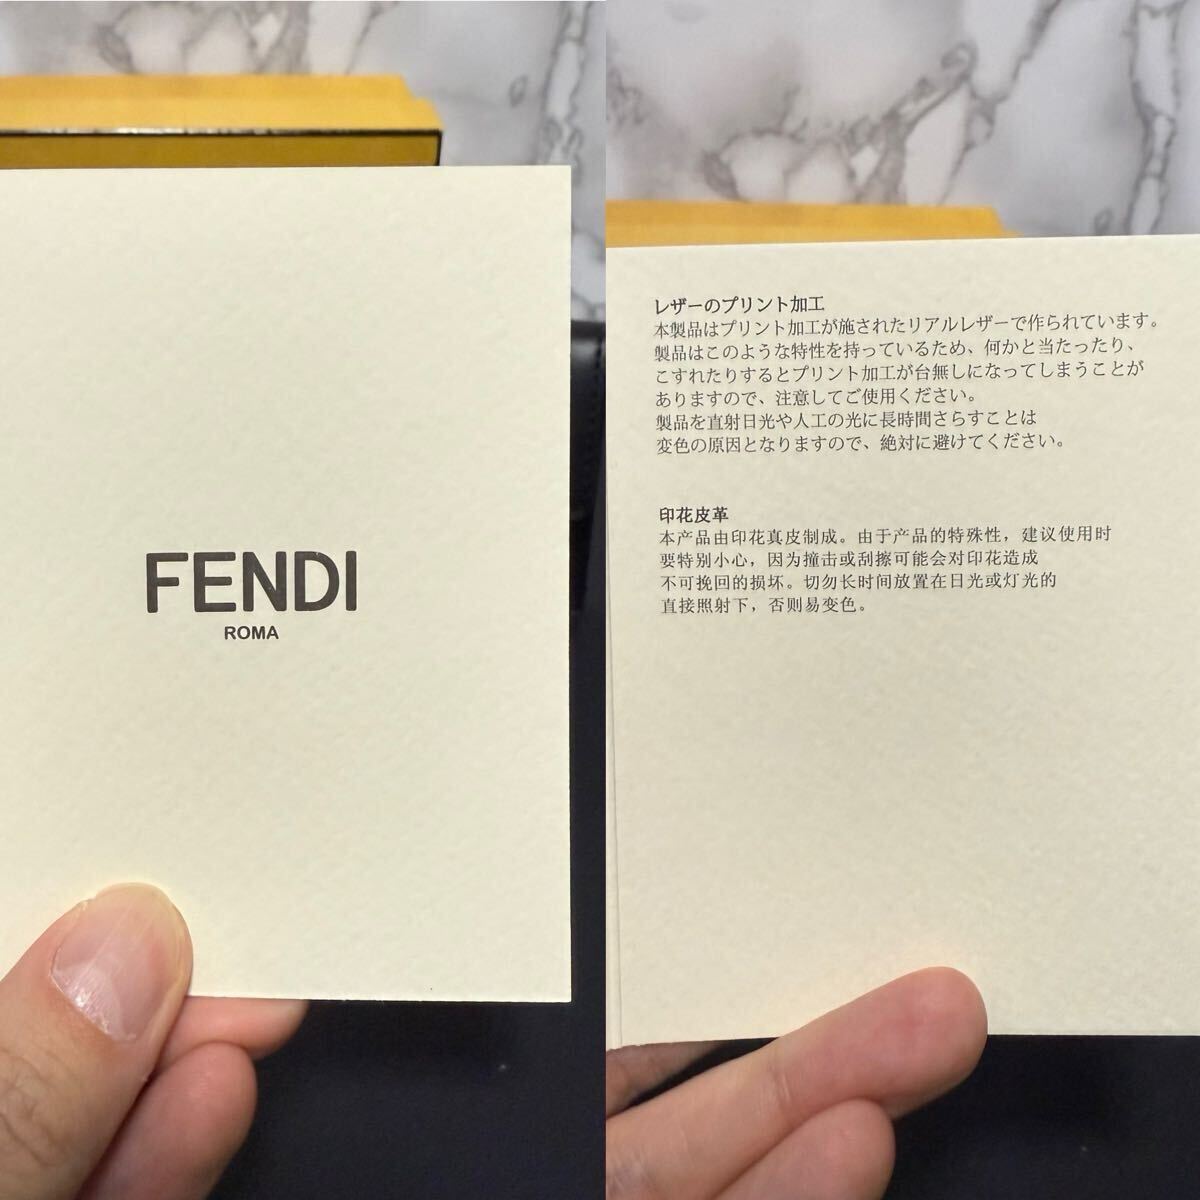 FENDI
ROMA
レザーのプリント加工
本製品はプリント加工が施されたリアルレザーで作られています。
製品はこのような特性を持っているため、何かと当たったり、
こすれたりするとプリント加工が台無しになってしまうことが
ありますので、注意してご使用ください。
製品を直射日光や人工の光に長時間さらすことは
変色の原因となりますので、絶対に避けてください。
印花皮革
本产品由印花真皮制成。由于产品的特殊性，建议使用时
要特别小心，因为撞击或刮擦可能会对印花造成
不可挽回的损坏。切勿长时间放置在日光或灯光的
直接照射下，否则易变色。